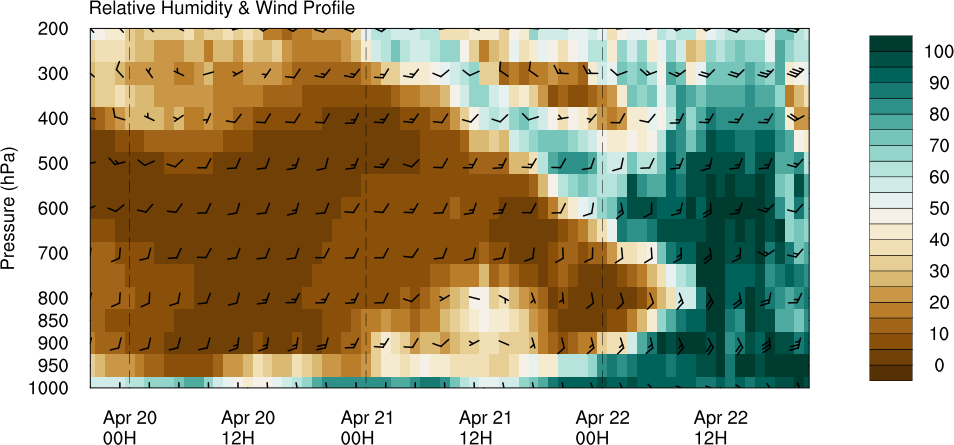 Relative Humidity & Wind Profile
Pressure (hPa)
200
300
400
500
600
700
800
850
900
950
1000
Apr 20 00H
Apr 20 12H
Apr 21 00H
Apr 21 12H
Apr 22 00H
Apr 22 12H
100
90
80
70
60
50
40
30
20
10
0